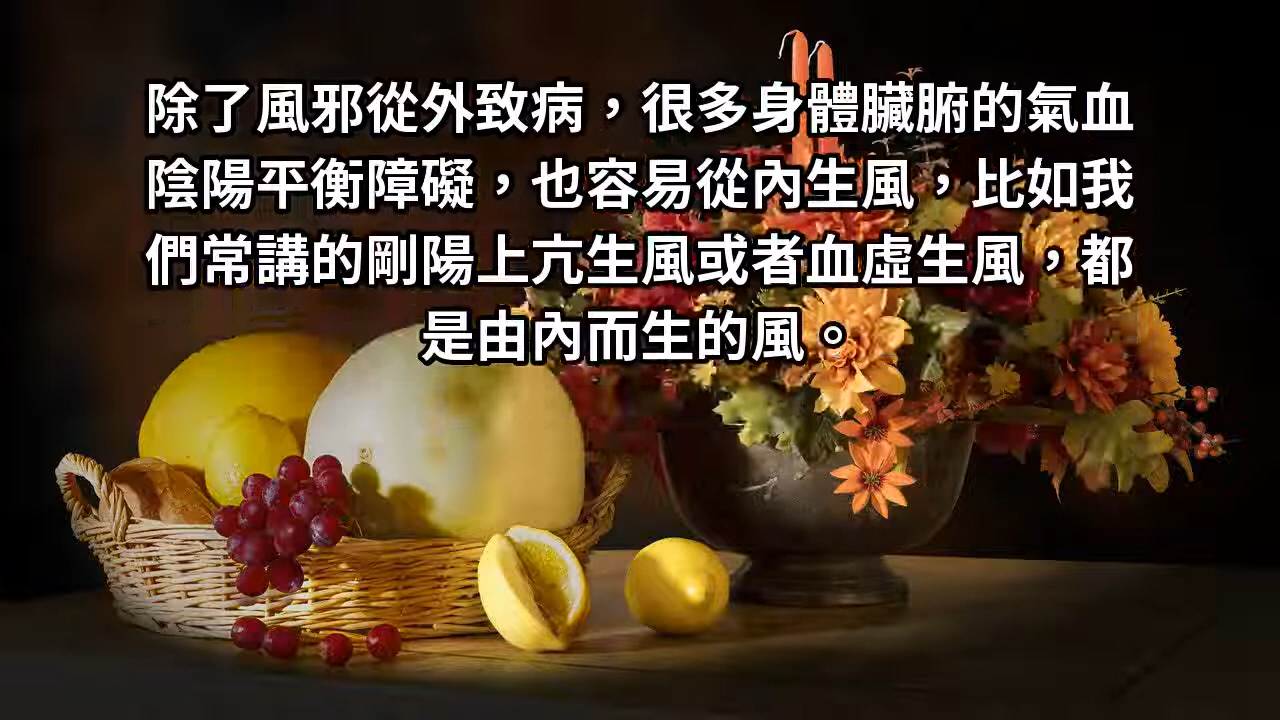 除了風邪從外致病，很多身體臟腑的氣血
陰陽平衡障礙，也容易從內生風，比如我
們常講的剛陽上亢生風或者血虛生風，都
是由內而生的風。